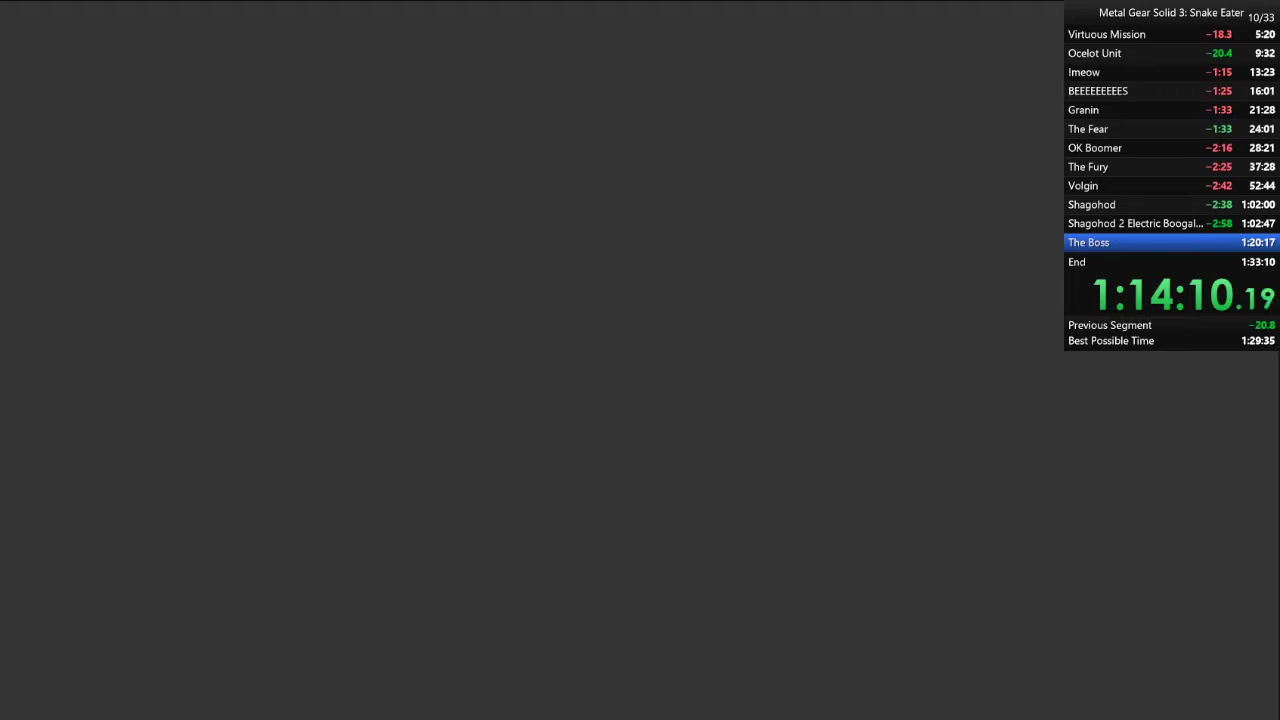 Metal Gear Solid 3: Snake Eater 10/33
Virtuous Mission −18.3 5:20
Ocelot Unit −20.4 9:32
!meow −1:15 13:23
BEEEEEEEEES −1:25 16:01
Granin −1:33 21:28
The Fear −1:33 24:01
OK Boomer −2:16 28:21
The Fury −2:25 37:28
Volgin −2:42 52:44
Shagohod −2:38 1:02:00
Shagohod 2 Electric Boogal... −2:58 1:02:47
The Boss 1:20:17
End 1:33:10
1:14:10.19
Previous Segment −20.8
Best Possible Time 1:29:35